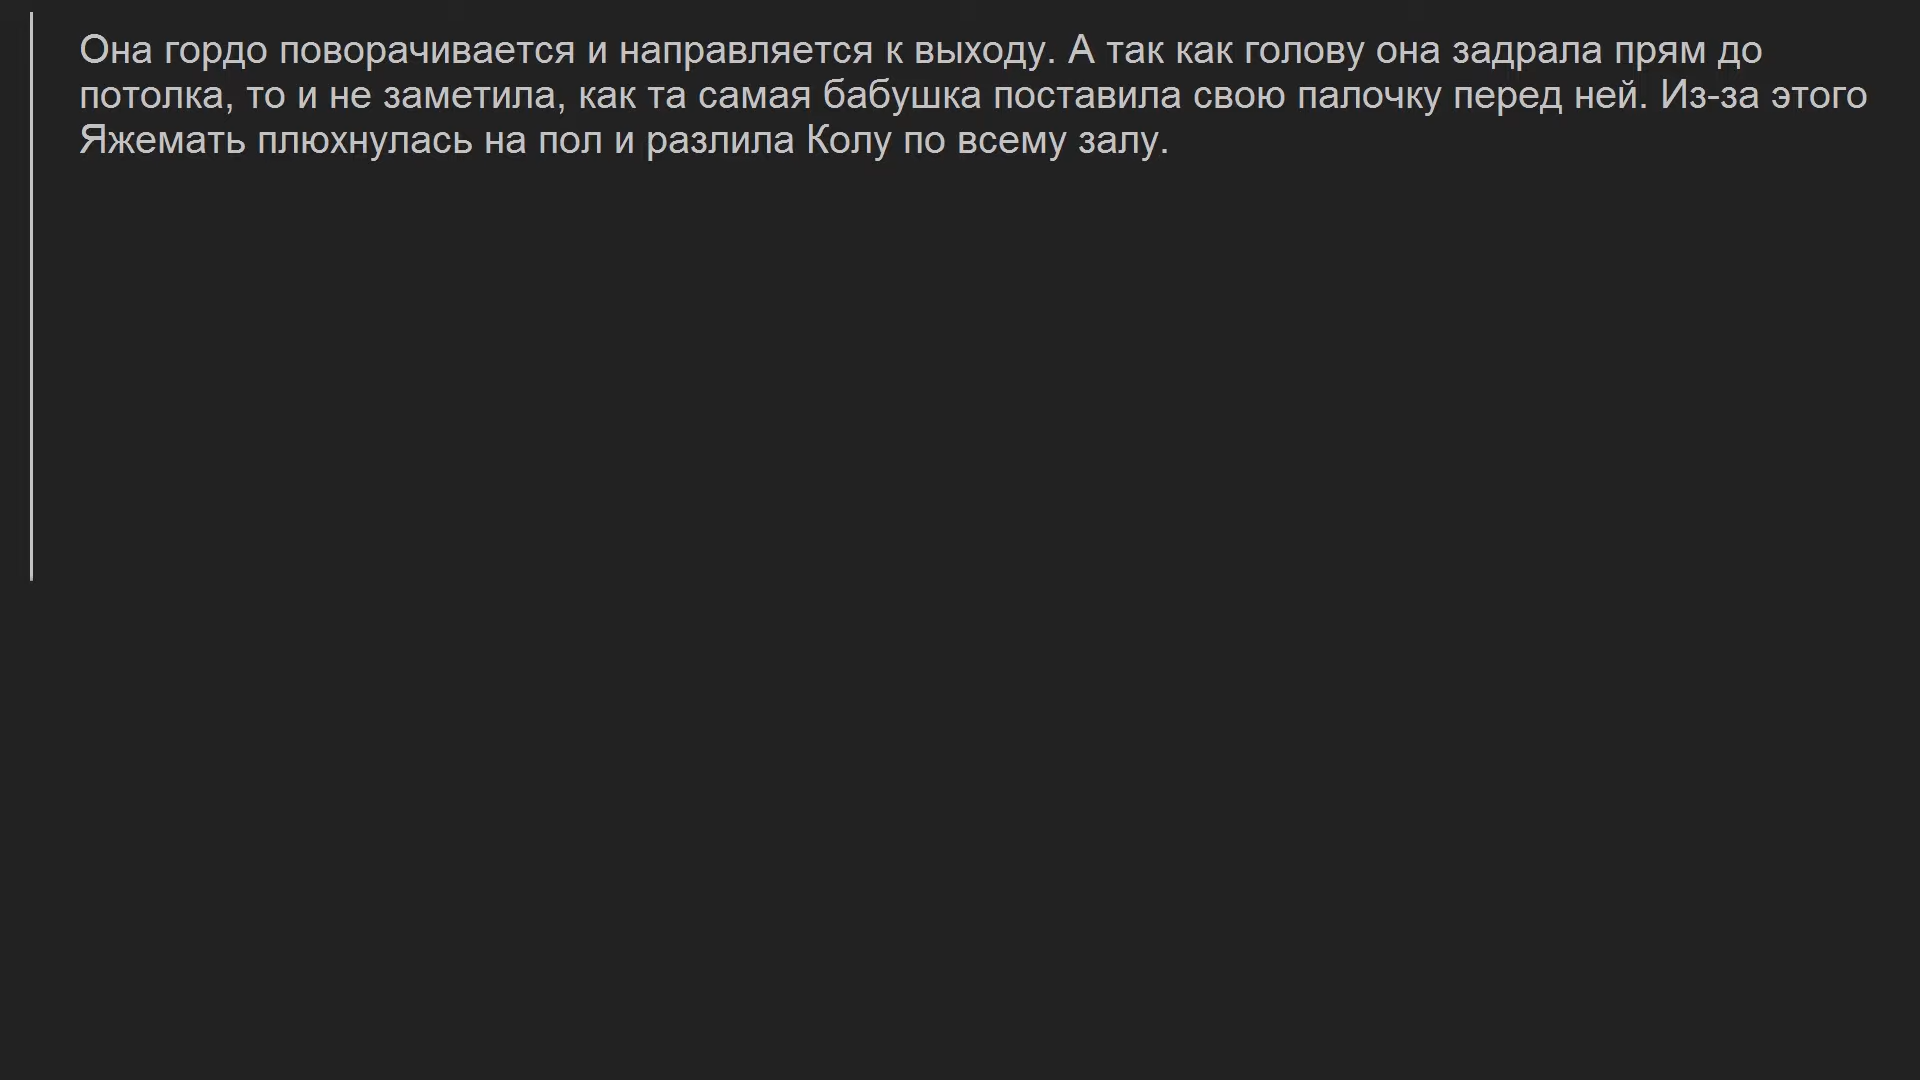 Она гордо поворачивается и направляется к выходу. А так как голову она задрала прям до
потолка, то и не заметила, как та самая бабушка поставила свою палочку перед ней. Из-за этого
Яжемать плюхнулась на пол и разлила Колу по всему залу.